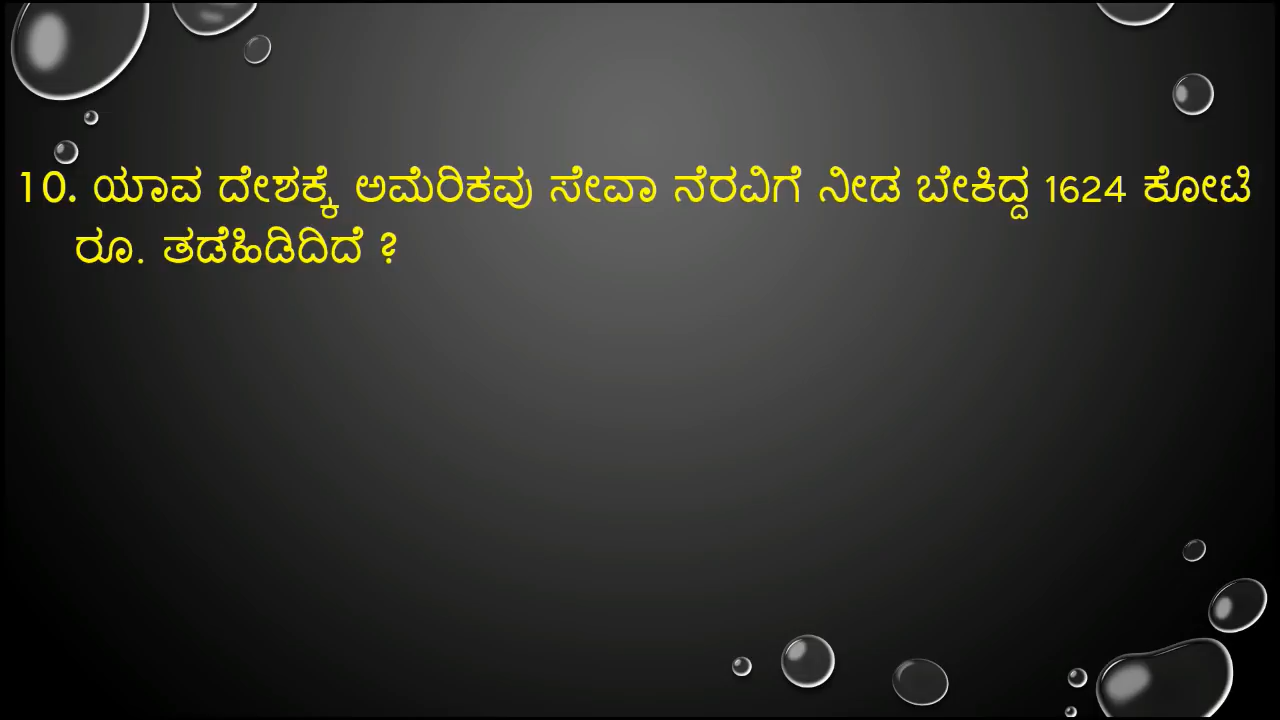 10. ಯಾವ ದೇಶಕ್ಕೆ ಅಮೆರಿಕವು ಸೇವಾ ನೆರವಿಗೆ ನೀಡ ಬೇಕಿದ್ದ 1624 ಕೋಟಿ
ರೂ. ತಡೆಹಿಡಿದಿದೆ ?